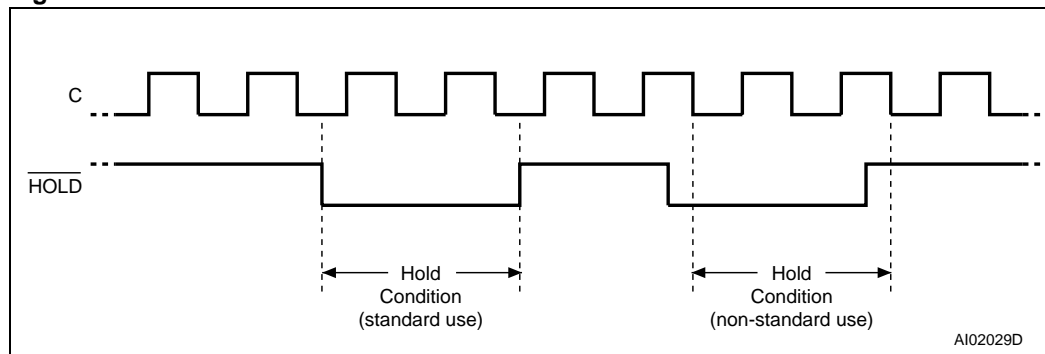 C
HOLD
Hold
Condition
(standard use)
Hold
Condition
(non-standard use)
AI02029D